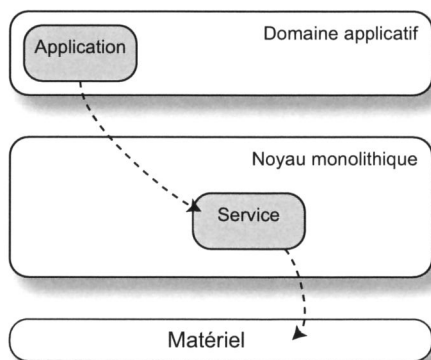 Domaine applicatif
Application
Noyau monolithique
Service
Matériel